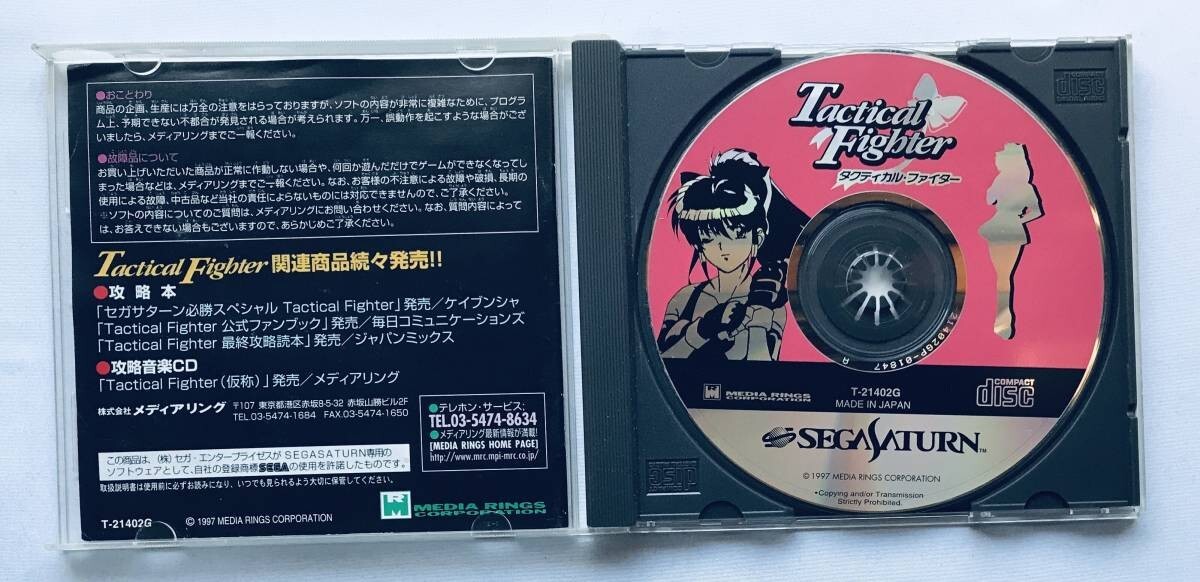 ●おことわり
商品の企画、生産には万全の注意をはらっておりますが、ソフトの内容が非常に複雑なために、プログラ
ム上、予期できない不都合が発見される場合が考えられます。万一、誤動作を起こすような場合がござ
いましたら、メディアリングまでご一報ください。
●故障品について
お買い上げいただいた商品が正常に作動しない場合や、何回か遊んだだけでゲームができなくなってし
まった場合などは、メディアリングまでご一報ください。なお、お客様の不注意による故障や破損、長期の
使用による故障、中古品など当社の責任によらないものには対応できませんので、ご了承ください。
※ソフトの内容についてのご質問は、メディアリングにお問い合わせください。なお、質問内容によって
は、お答えできない場合もございますので、あらかじめご了承ください。
Tactical Fighter 関連商品続々発売!!
●攻略本
「セガサターン必勝スペシャル Tactical Fighter」発売／ケイブンシャ
「Tactical Fighter 公式ファンブック」発売／毎日コミュニケーションズ
「Tactical Fighter 最終攻略読本」発売／ジャパンミックス
●攻略音楽CD
「Tactical Fighter（仮称）」発売／メディアリング
株式会社 メディアリング 〒107 東京都港区赤坂8-5-32 赤坂山勝ビル2F
TEL.03-5474-1684 FAX.03-5474-1650
●テレホン・サービス：
TEL.03-5474-8634
●メディアリング最新情報が満載！
[MEDIA RINGS HOME PAGE]
http://www.mrc.mpi-mrc.co.jp/
この商品は、（株）セガ・エンタープライゼスがSEGASATURN専用の
ソフトウェアとして、自社の登録商標SEGAの使用を許諾したものです。
取扱説明書は使用前に必ずお読みになり、いつでも見られるよう大切に保管してください。
T-21402G
© 1997 MEDIA RINGS CORPORATION
RM
MEDIA RINGS
CORPORATION
Tactical
Fighter
タクティカル・ファイター
21402GP-01847
A
MEDIA RINGS
CORPORATION
T-21402G
MADE IN JAPAN
COMPACT
disc
SEGASATURN™
© 1997 MEDIA RINGS CORPORATION
•Copying and/or Transmission
Strictly Prohibited.
COMPACT
disc